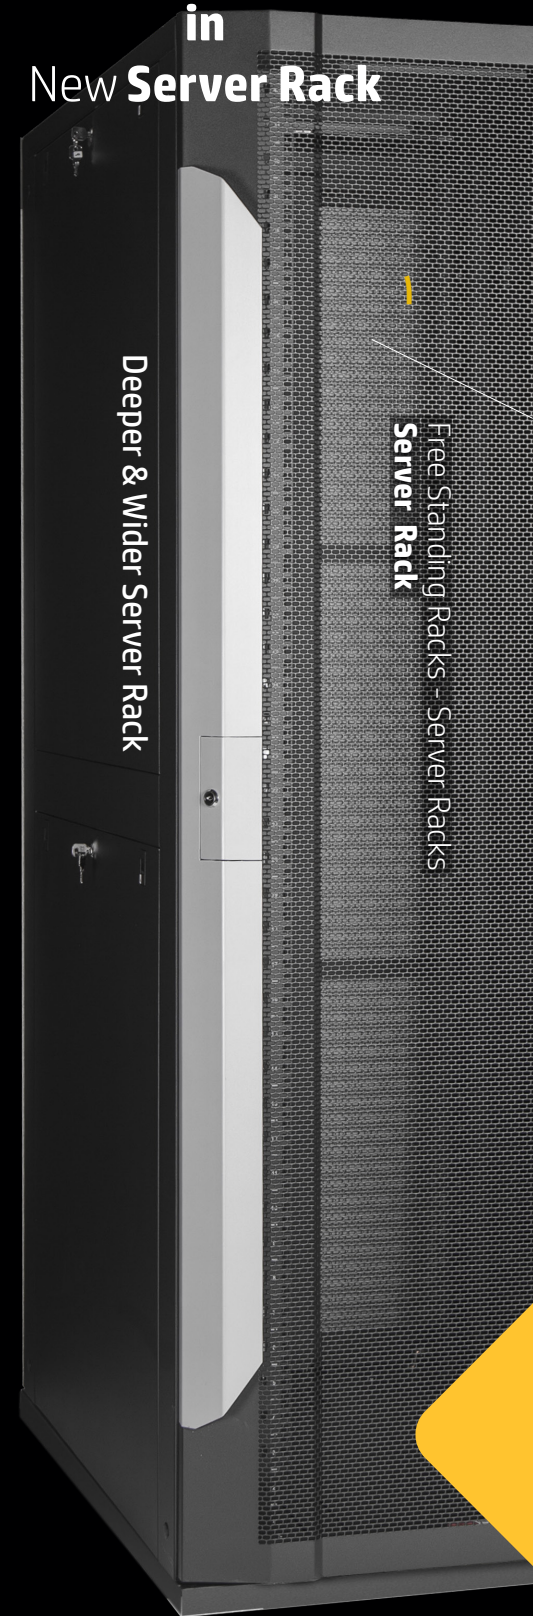 in
New Server Rack
Deeper & Wider Server Rack
Free Standing Racks - Server Racks
Server Rack